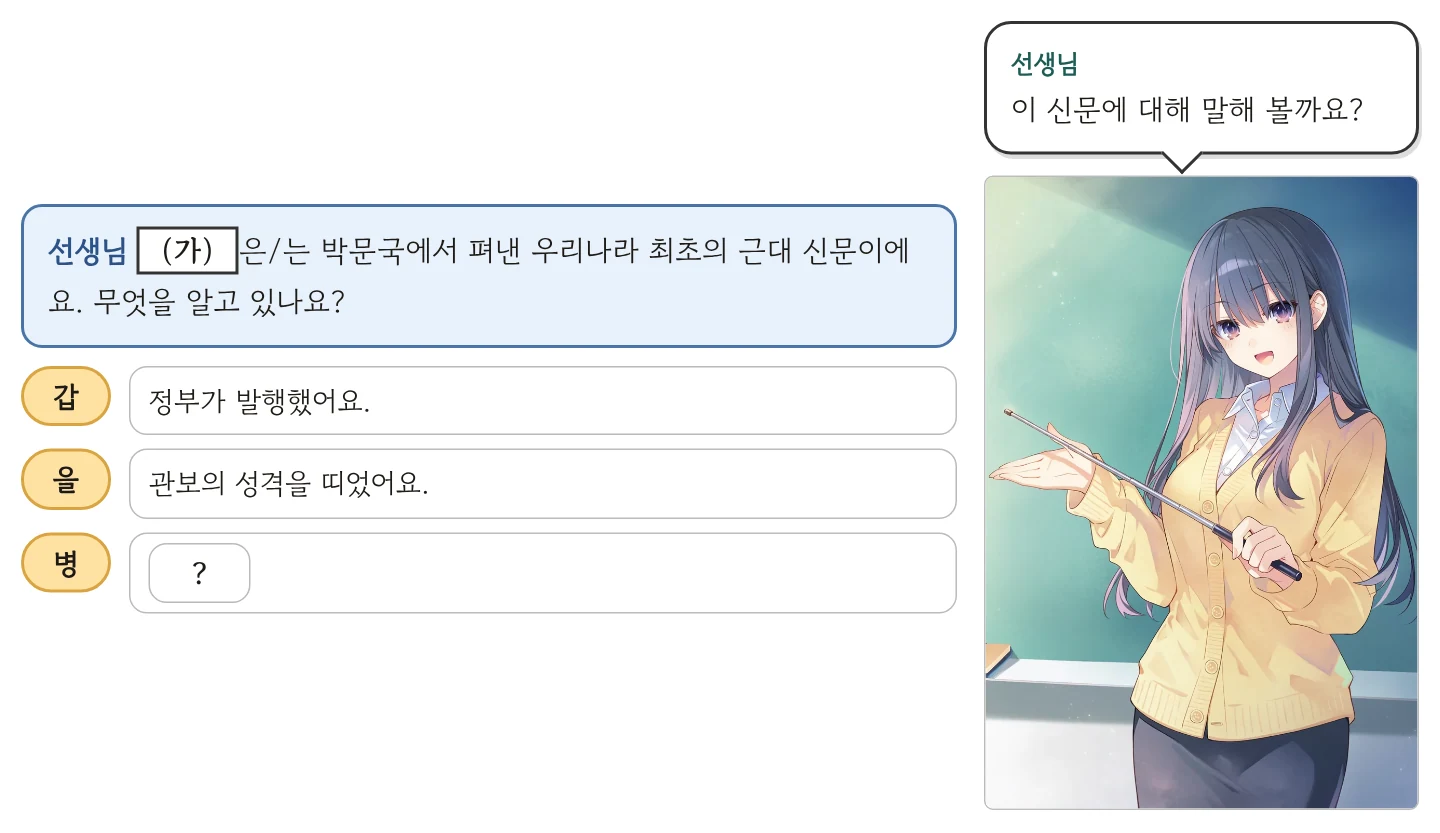 선생님
이 신문에 대해 말해 볼까요?
선생님 (가) 은/는 박문국에서 펴낸 우리나라 최초의 근대 신문이에
요. 무엇을 알고 있나요?
갑 정부가 발행했어요.
을 관보의 성격을 띠었어요.
병 ?